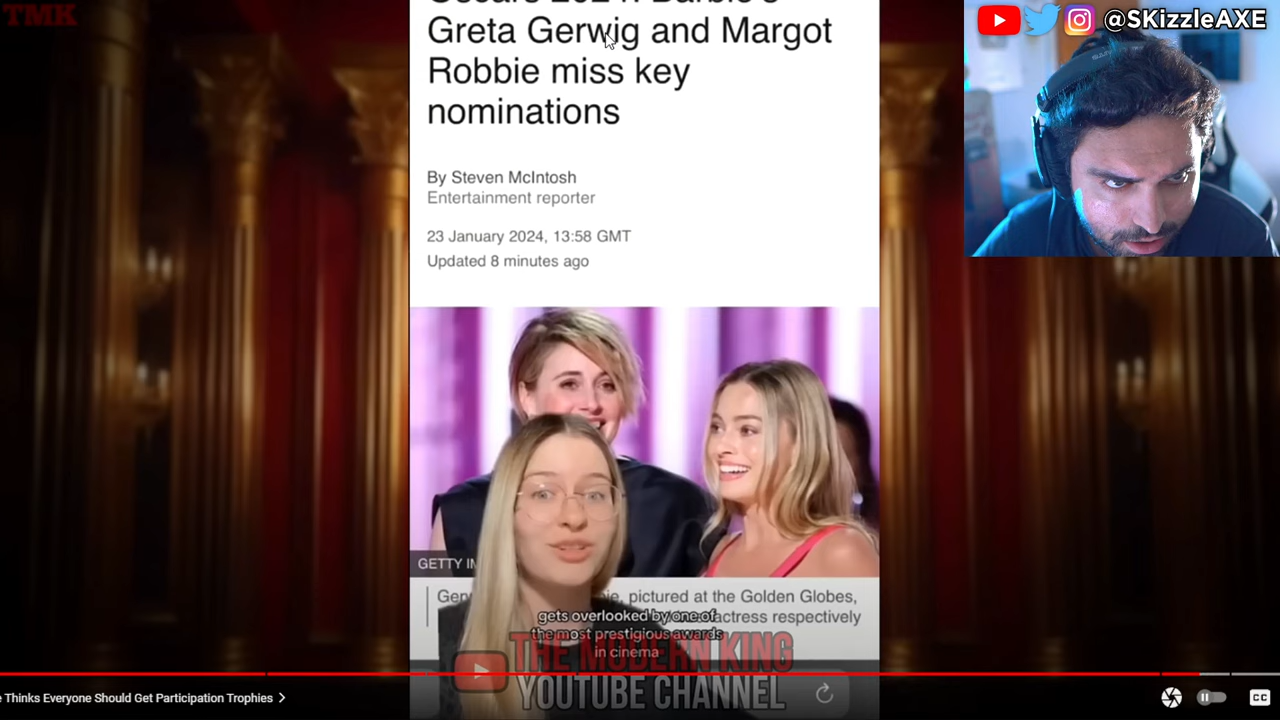 TMK
@SKizzleAXE
Greta Gerwig and Margot
Robbie miss key
nominations
By Steven McIntosh
Entertainment reporter
23 January 2024, 13:58 GMT
Updated 8 minutes ago
GETTY
pictured at the Golden Globes,
actress respectively
gets overlooked by one of
the most prestigious awards
in cinema
THE MODERN KING
YOUTUBE CHANNEL
Thinks Everyone Should Get Participation Trophies
CC